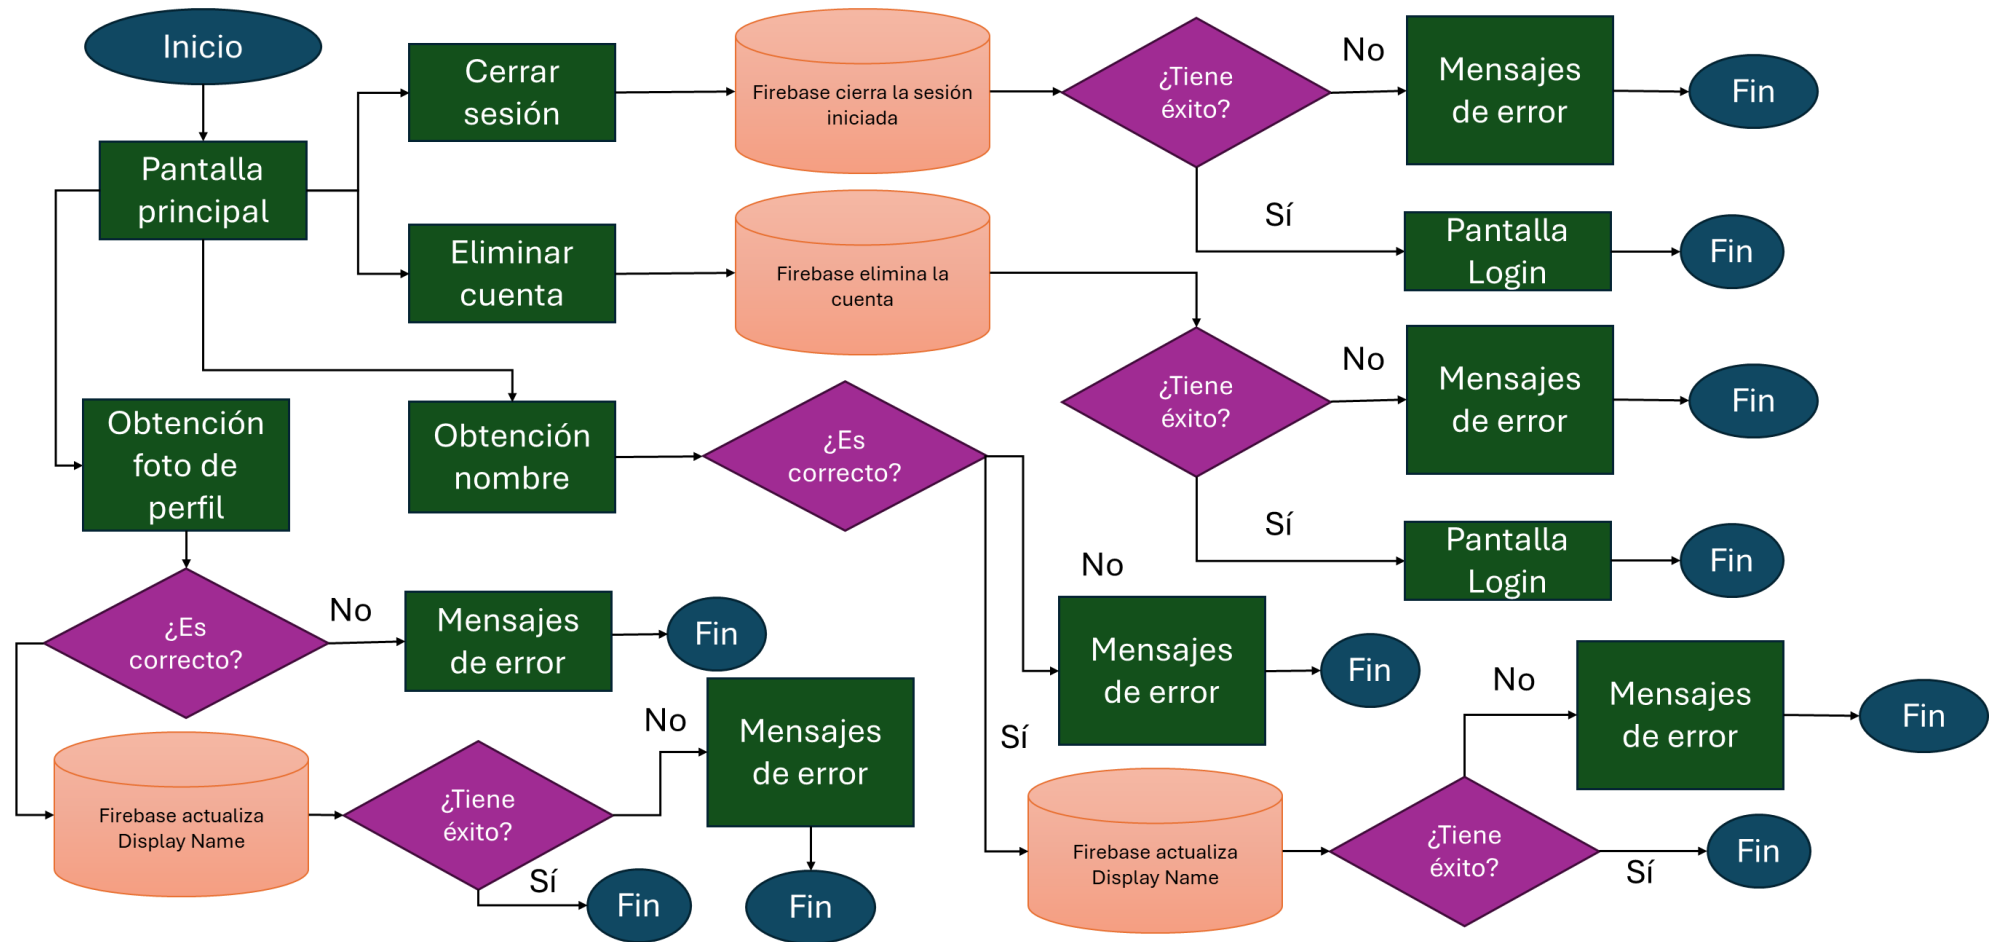 Inicio
Cerrar
sesión
Firebase cierra la sesión
iniciada
¿Tiene
éxito?
No
Mensajes
de error
Fin
Pantalla
principal
Sí
Pantalla
Login
Fin
Eliminar
cuenta
Firebase elimina la
cuenta
¿Tiene
éxito?
No
Mensajes
de error
Fin
Sí
Pantalla
Login
Fin
Obtención
foto de
perfil
Obtención
nombre
¿Es
correcto?
No
Mensajes
de error
Fin
¿Es
correcto?
No
Mensajes
de error
Fin
Sí
Firebase actualiza
Display Name
¿Tiene
éxito?
No
Mensajes
de error
Fin
Sí
Fin
Firebase actualiza
Display Name
¿Tiene
éxito?
No
Mensajes
de error
Fin
Sí
Fin